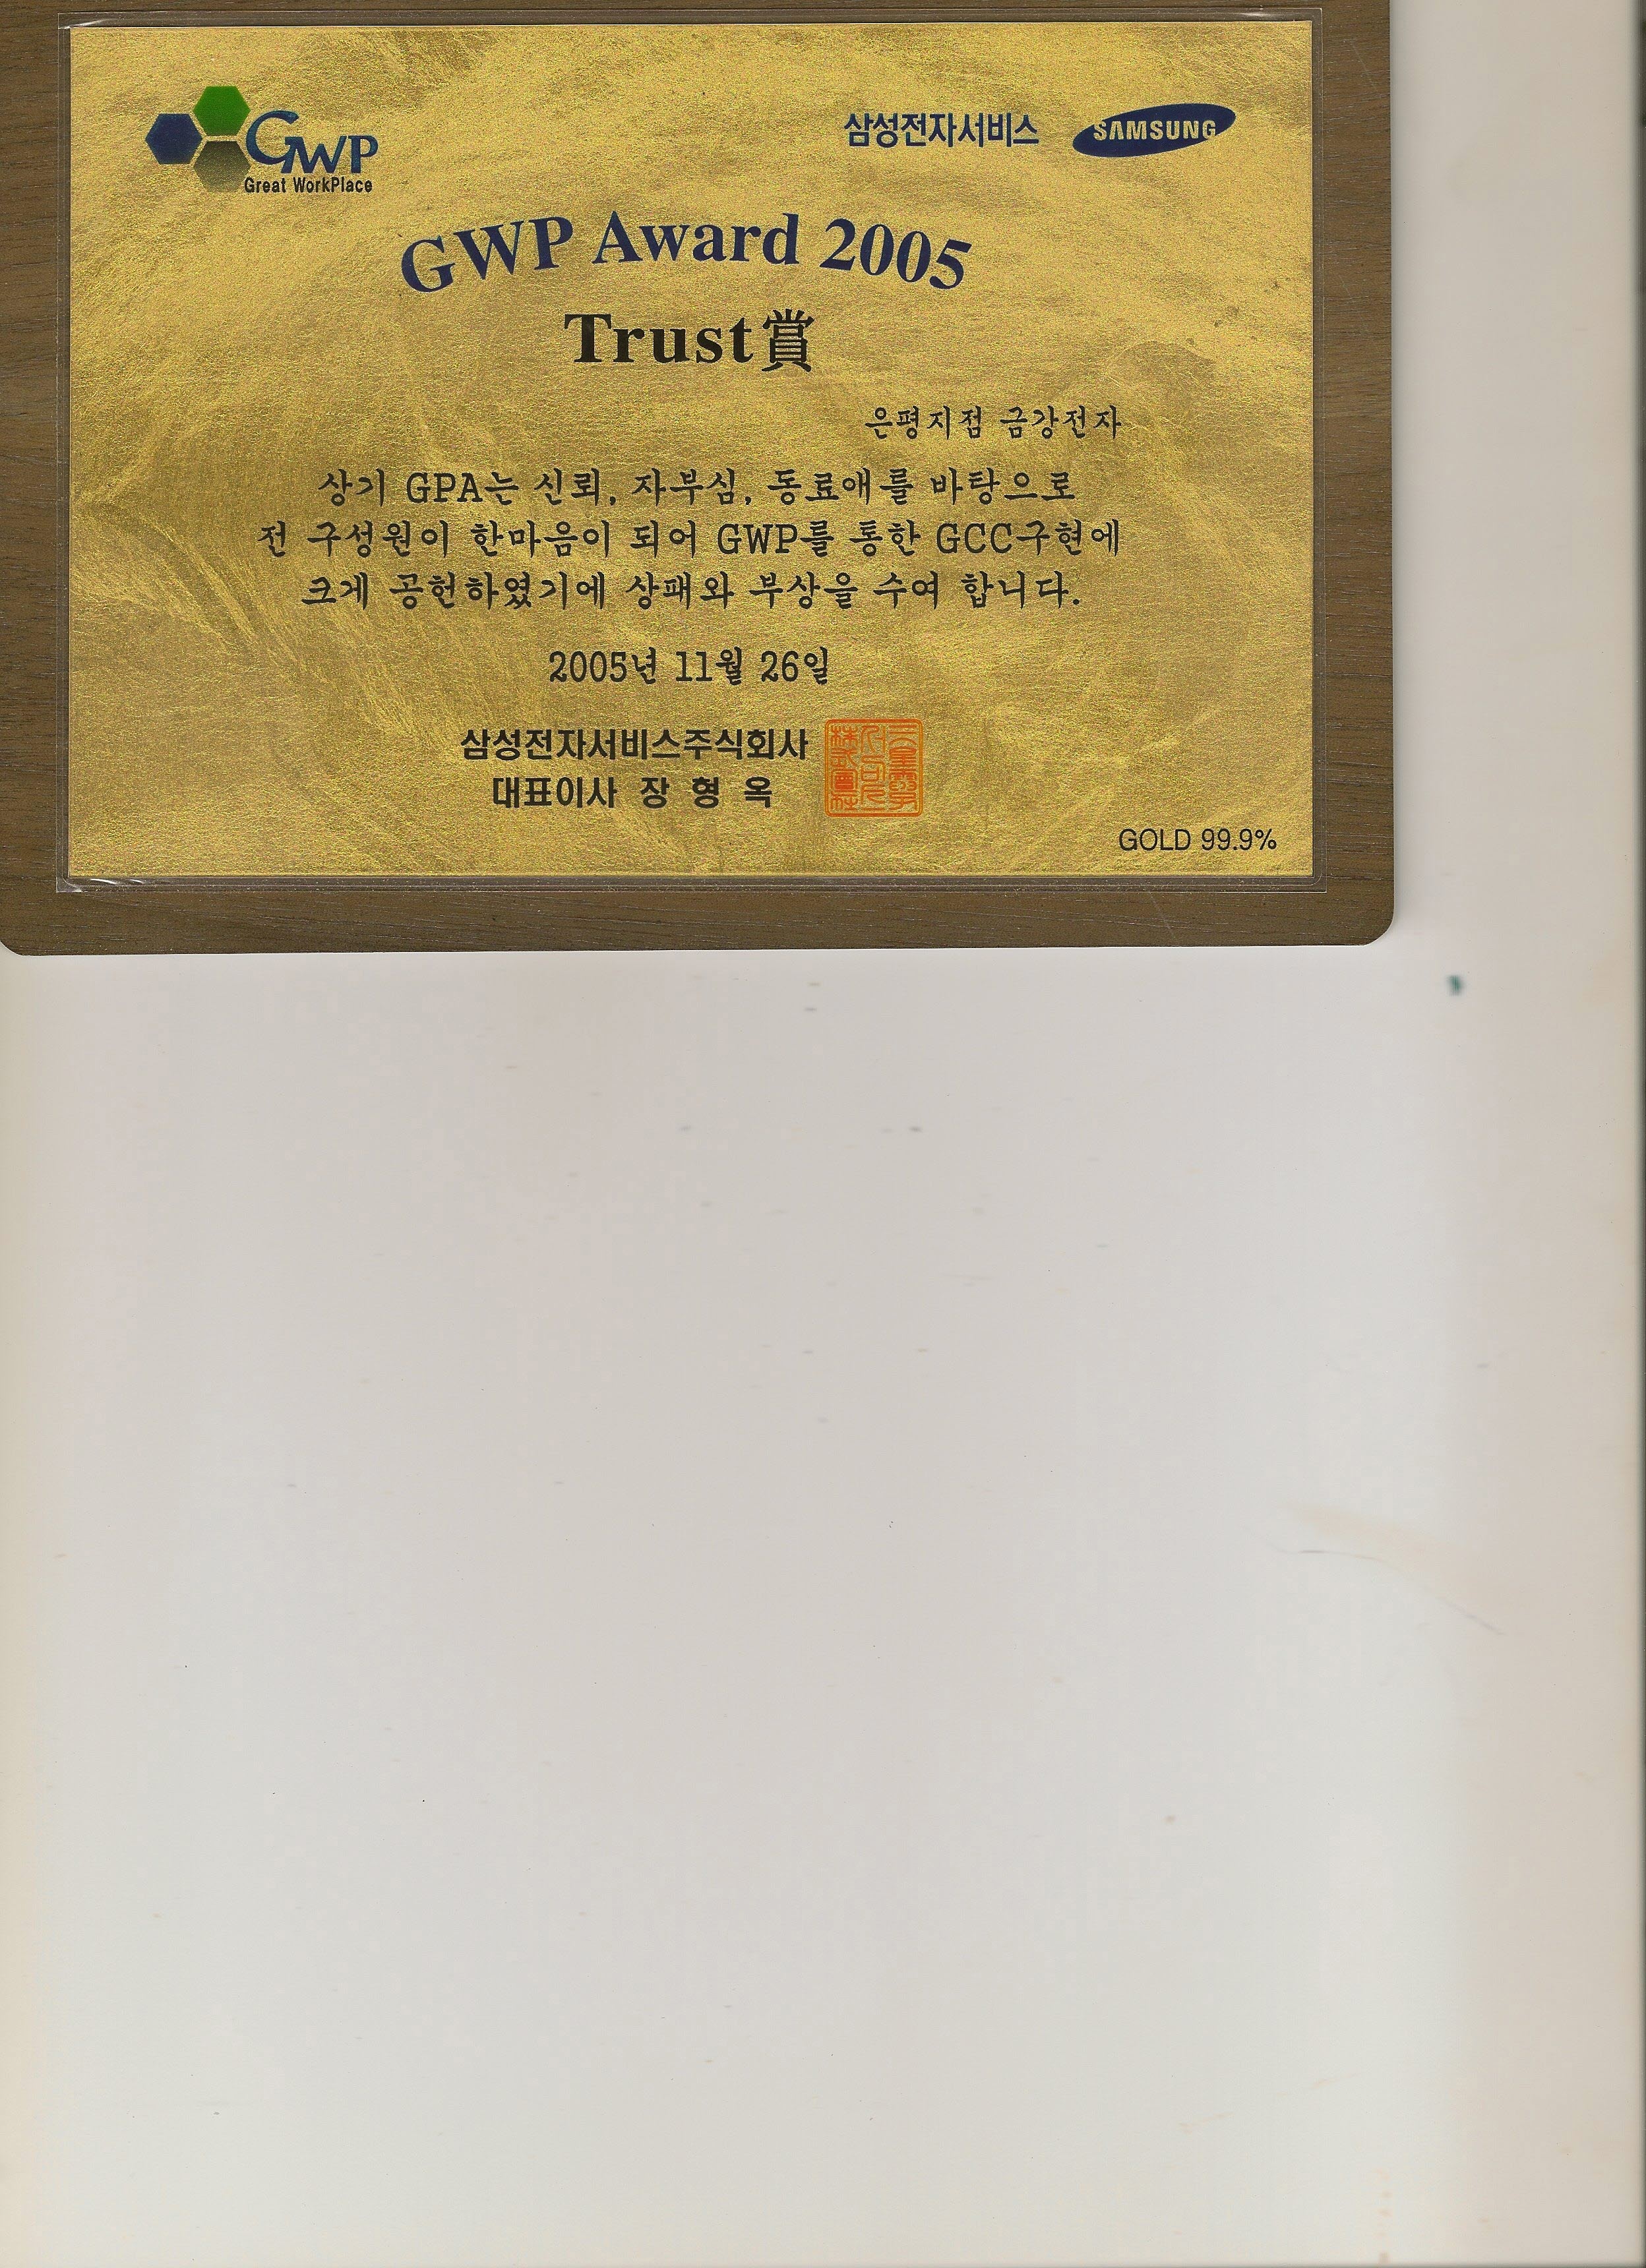 GWP
Great WorkPlace
삼성전자서비스 SAMSUNG
GWP Award 2005
Trust賞
은평지점 금강전자
상기 GPA는 신뢰, 자부심, 동료애를 바탕으로
전 구성원이 한마음이 되어 GWP를 통한 GCC구현에
크게 공헌하였기에 상패와 부상을 수여 합니다.
2005년 11월 26일
삼성전자서비스주식회사
대표이사 장 형 옥
GOLD 99.9%